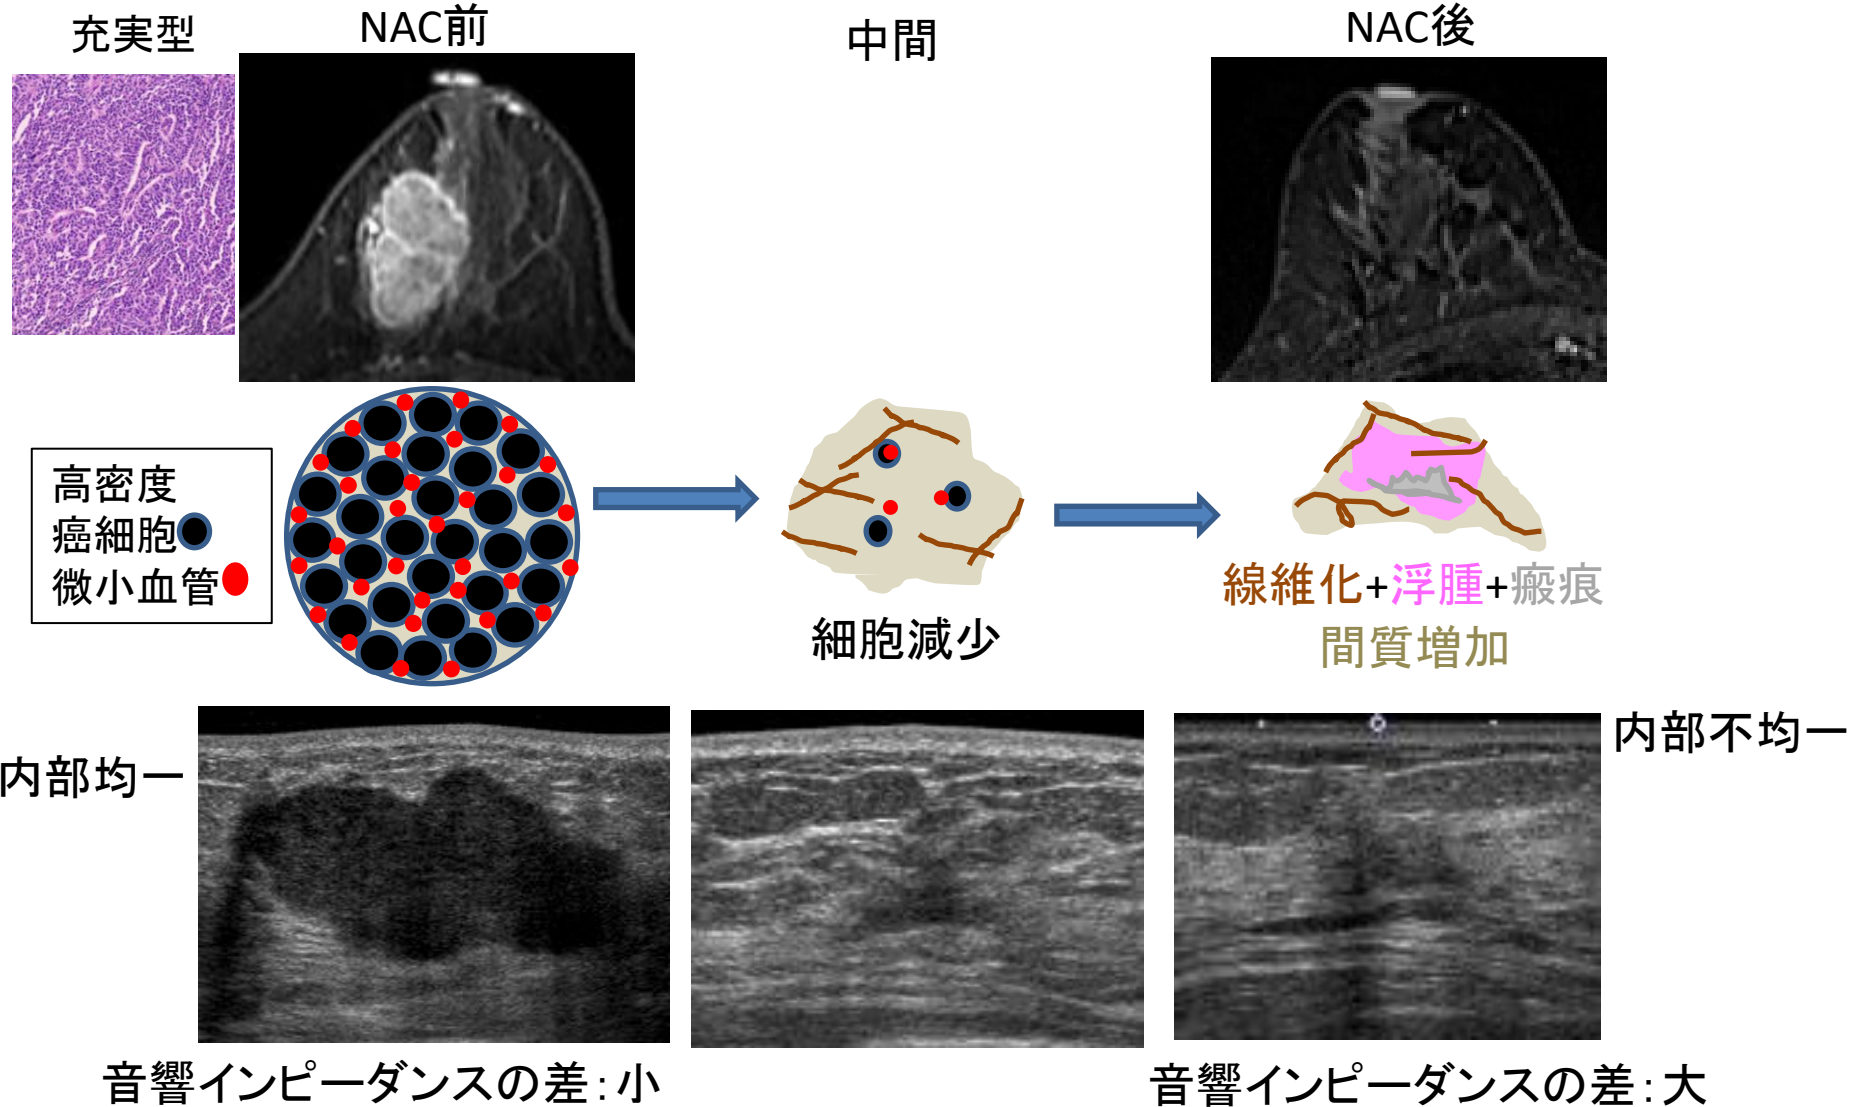 充実型
NAC前
中間
NAC後
高密度
癌細胞
微小血管
細胞減少
線維化+浮腫+瘢痕
間質増加
内部均一
内部不均一
音響インピーダンスの差：小
音響インピーダンスの差：大